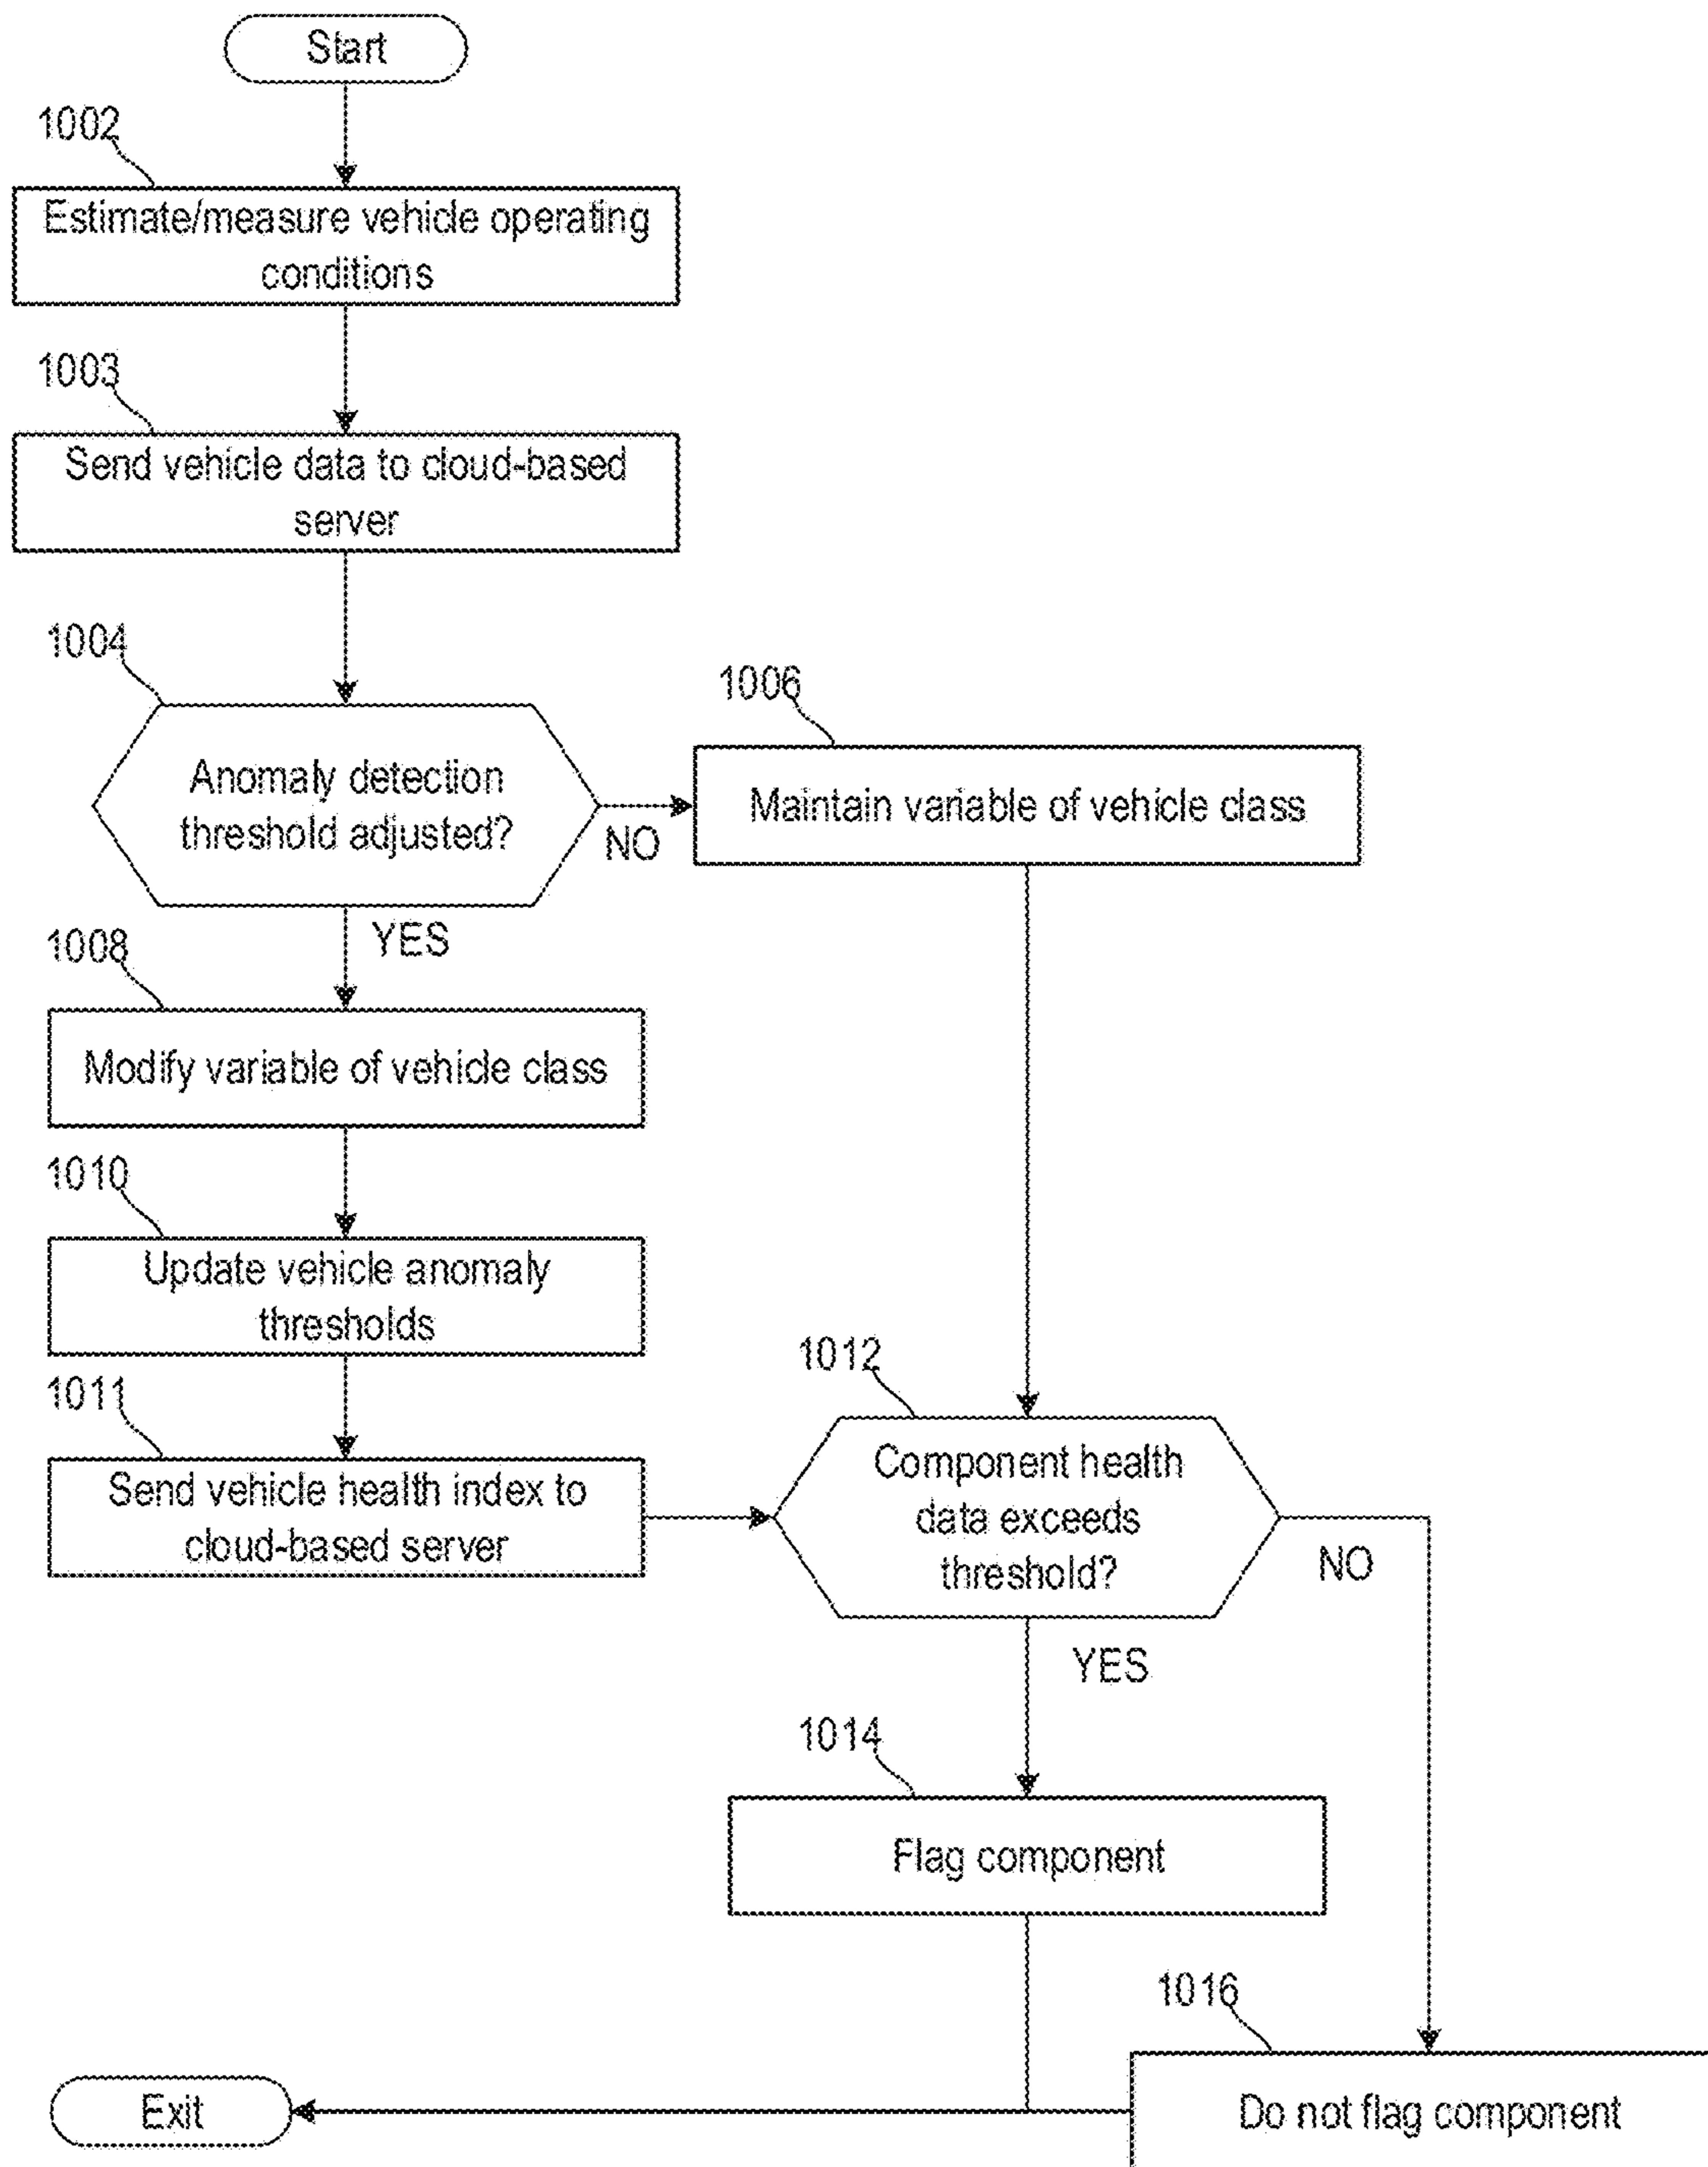 Start
1002
Estimate/measure vehicle operating
conditions
1003
Send vehicle data to cloud-based
server
1004
Anomaly detection
threshold adjusted?
NO
1006
Maintain variable of vehicle class
YES
1008
Modify variable of vehicle class
1010
Update vehicle anomaly
thresholds
1011
Send vehicle health index to
cloud-based server
1012
Component health
data exceeds
threshold?
NO
YES
1014
Flag component
1016
Do not flag component
Exit